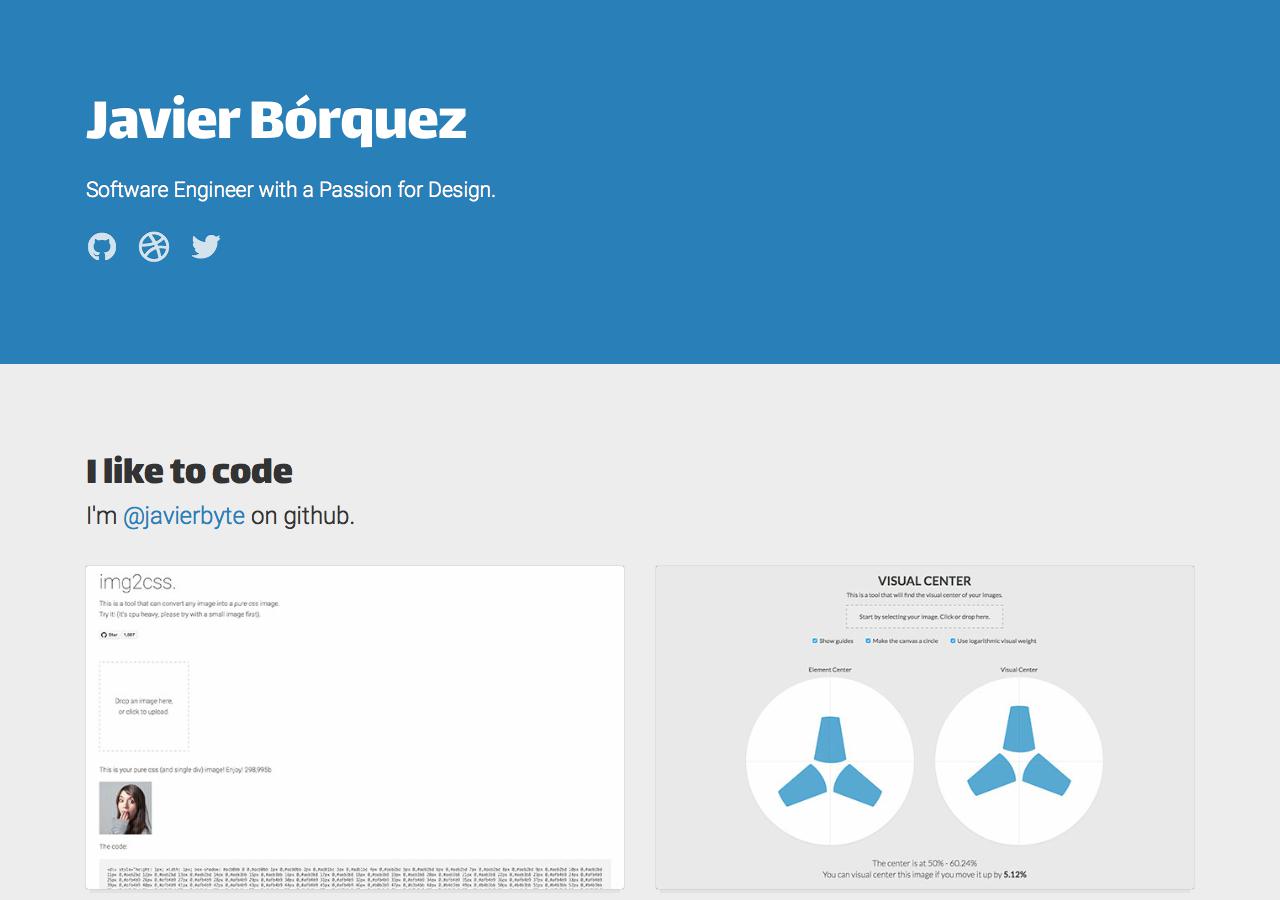 Javier Bórquez
Software Engineer with a Passion for Design.
I like to code
I'm @javierbyte on github.
img2css.
This is a tool that can convert any image into a pure css image.
Try it! (It's cpu heavy, please try with a small image first).
Star 1,887
Drop an image here,
or click to upload.
This is your pure css (and single div) image! Enjoy! 298,995b
The code:
VISUAL CENTER
This is a tool that will find the visual center of your images.
Start by selecting your image. Click or drop here.
Show guides Make the canvas a circle Use logarithmic visual weight
Element Center Visual Center
The center is at 50% - 60.24%
You can visual center this image if you move it up by 5.12%